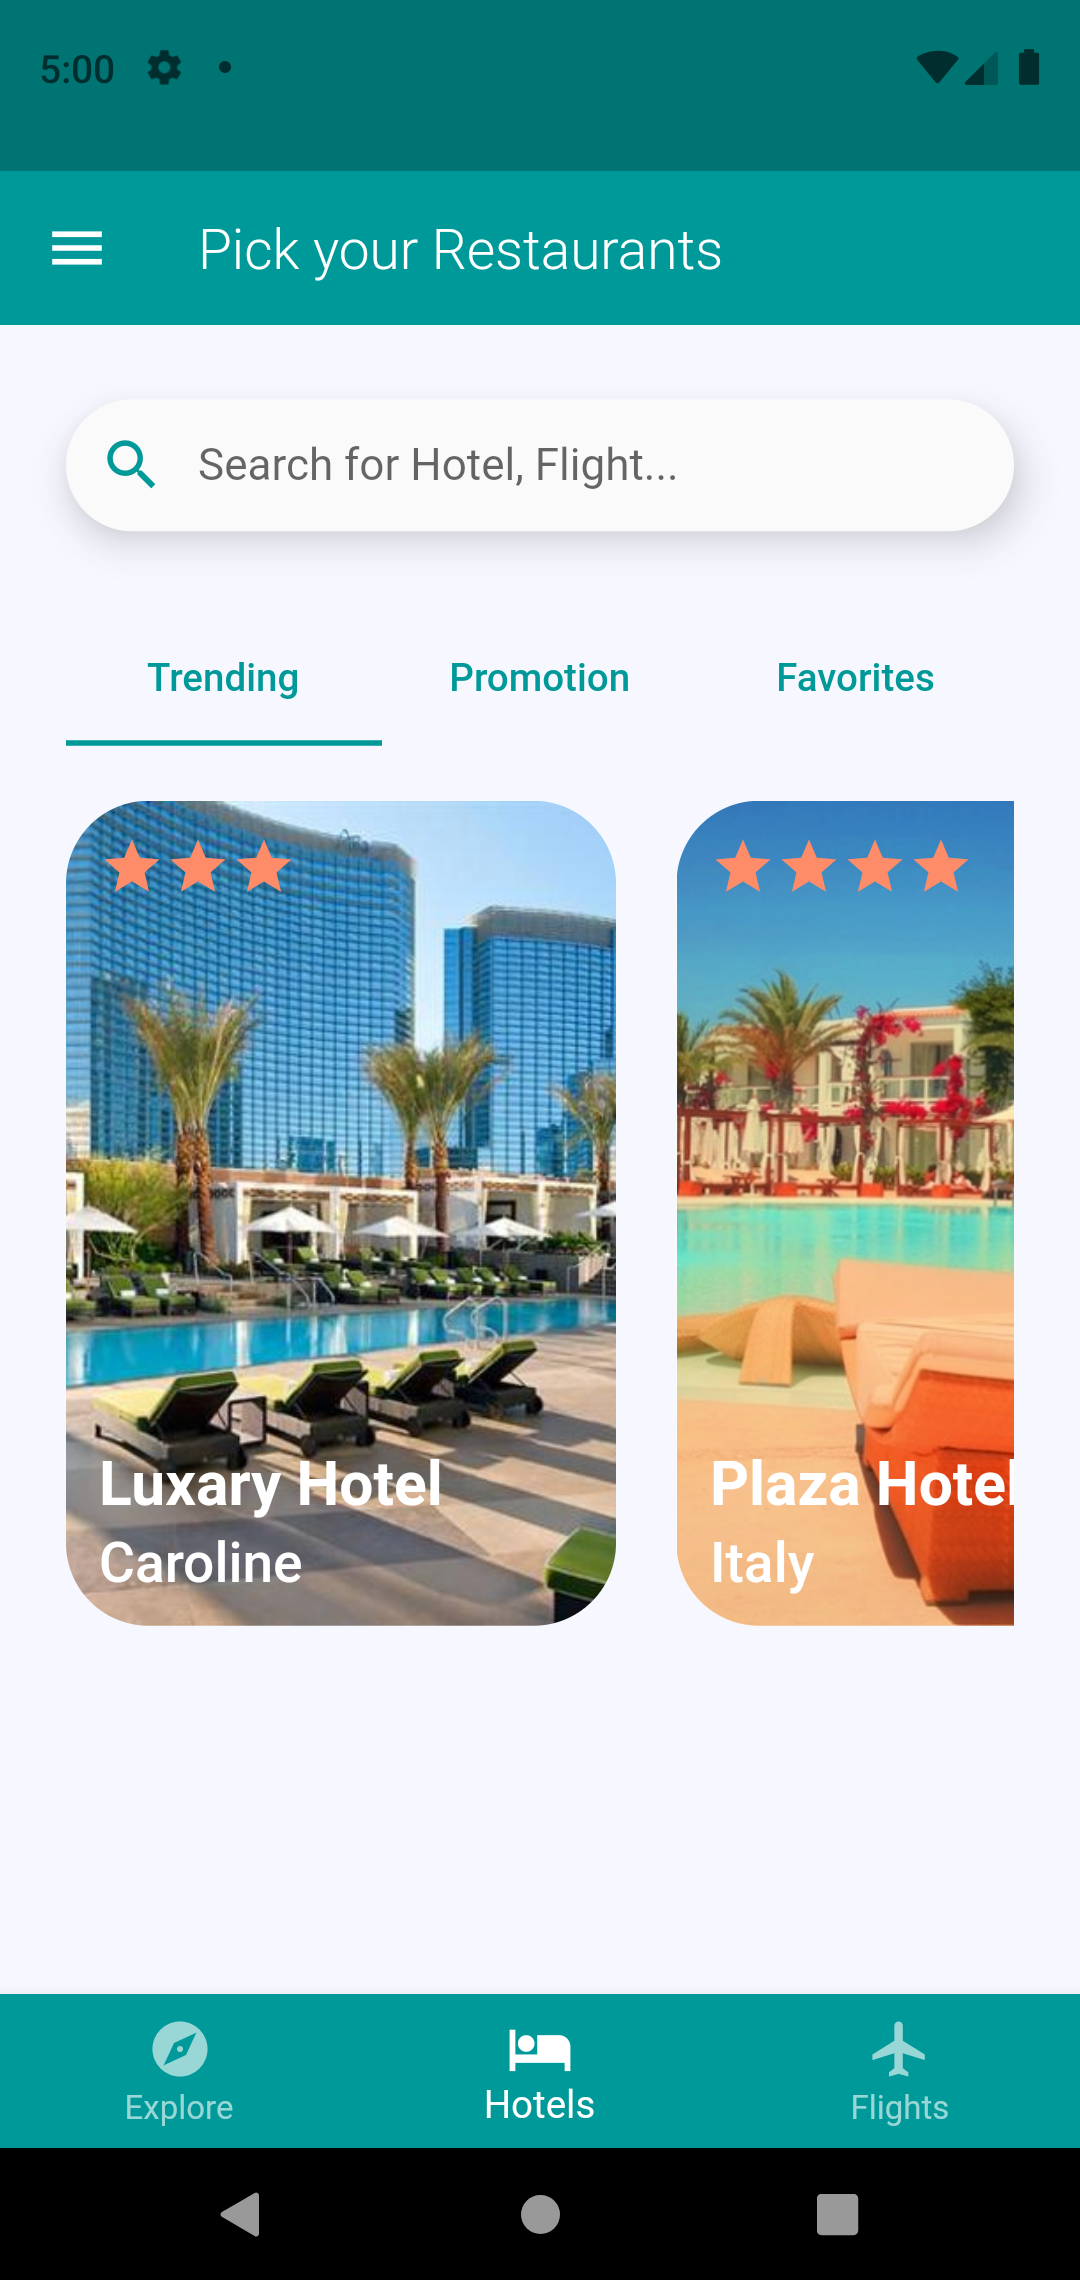 5:00
Pick your Restaurants
Search for Hotel, Flight...
Trending
Promotion
Favorites
Luxary Hotel
Caroline
Plaza Hotel
Italy
Explore
Hotels
Flights